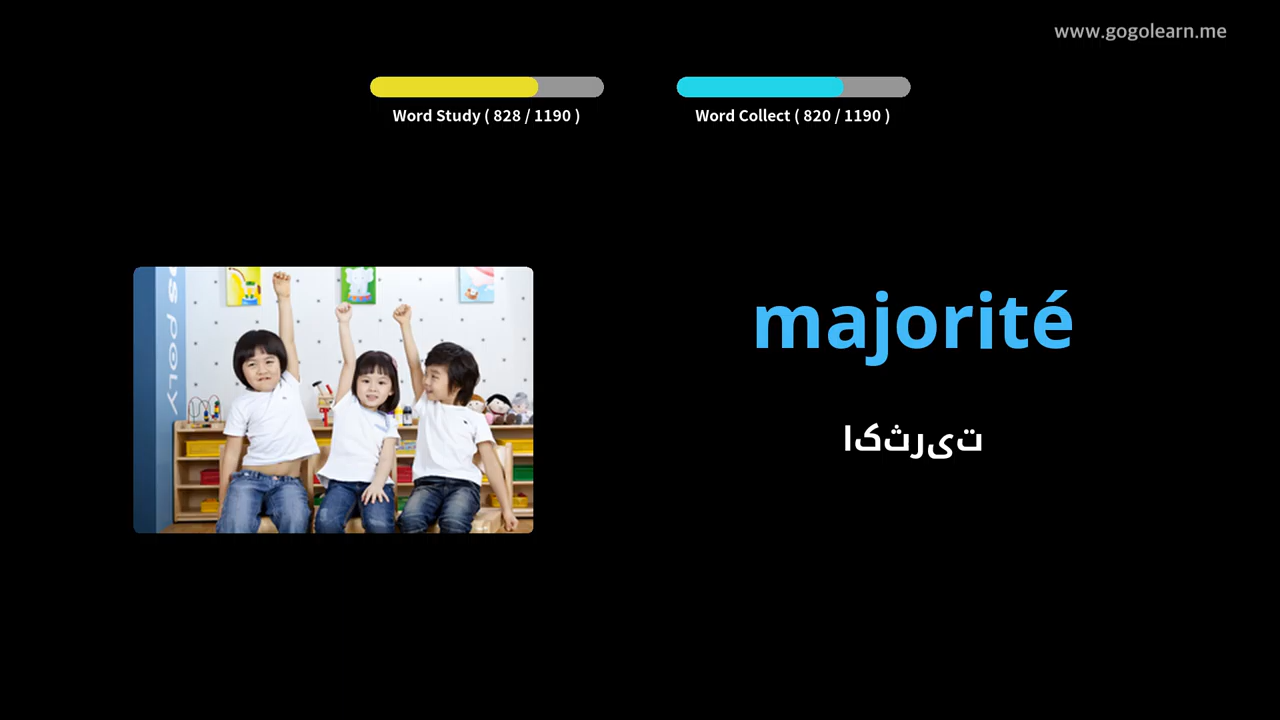 www.gogolearn.me
Word Study ( 828 / 1190 )
Word Collect ( 820 / 1190 )
POLY
majorité
اکثریت